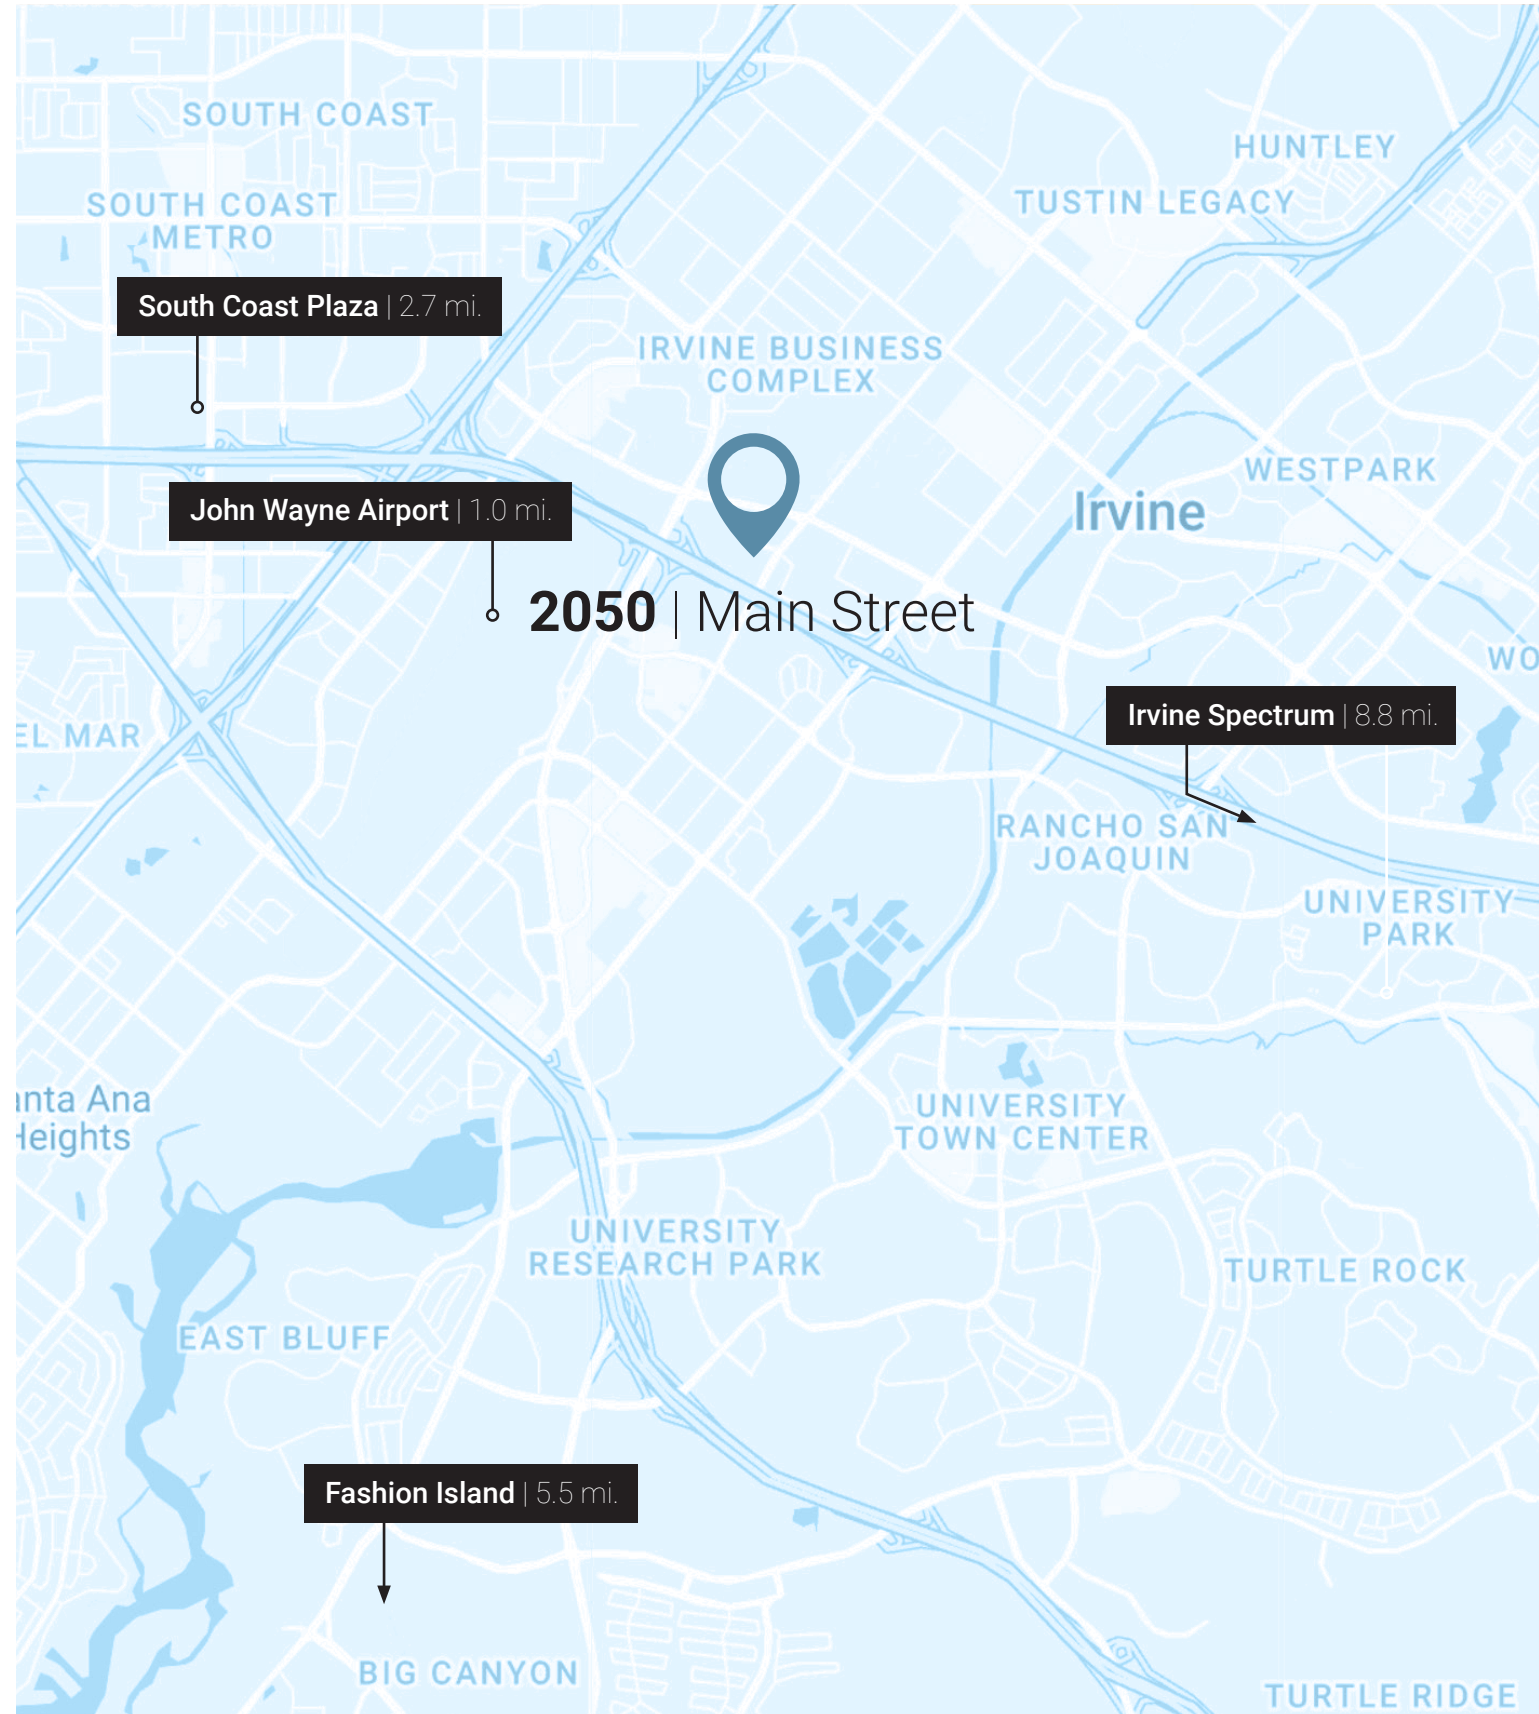 SOUTH COAST
HUNTLEY
TUSTIN LEGACY
SOUTH COAST
METRO
South Coast Plaza | 2.7 mi.
IRVINE BUSINESS
COMPLEX
WESTPARK
Irvine
John Wayne Airport | 1.0 mi.
2050 | Main Street
WO
Irvine Spectrum | 8.8 mi.
EL MAR
RANCHO SAN
JOAQUIN
UNIVERSITY
PARK
anta Ana
Heights
UNIVERSITY
TOWN CENTER
UNIVERSITY
RESEARCH PARK
TURTLE ROCK
EAST BLUFF
Fashion Island | 5.5 mi.
BIG CANYON
TURTLE RIDGE